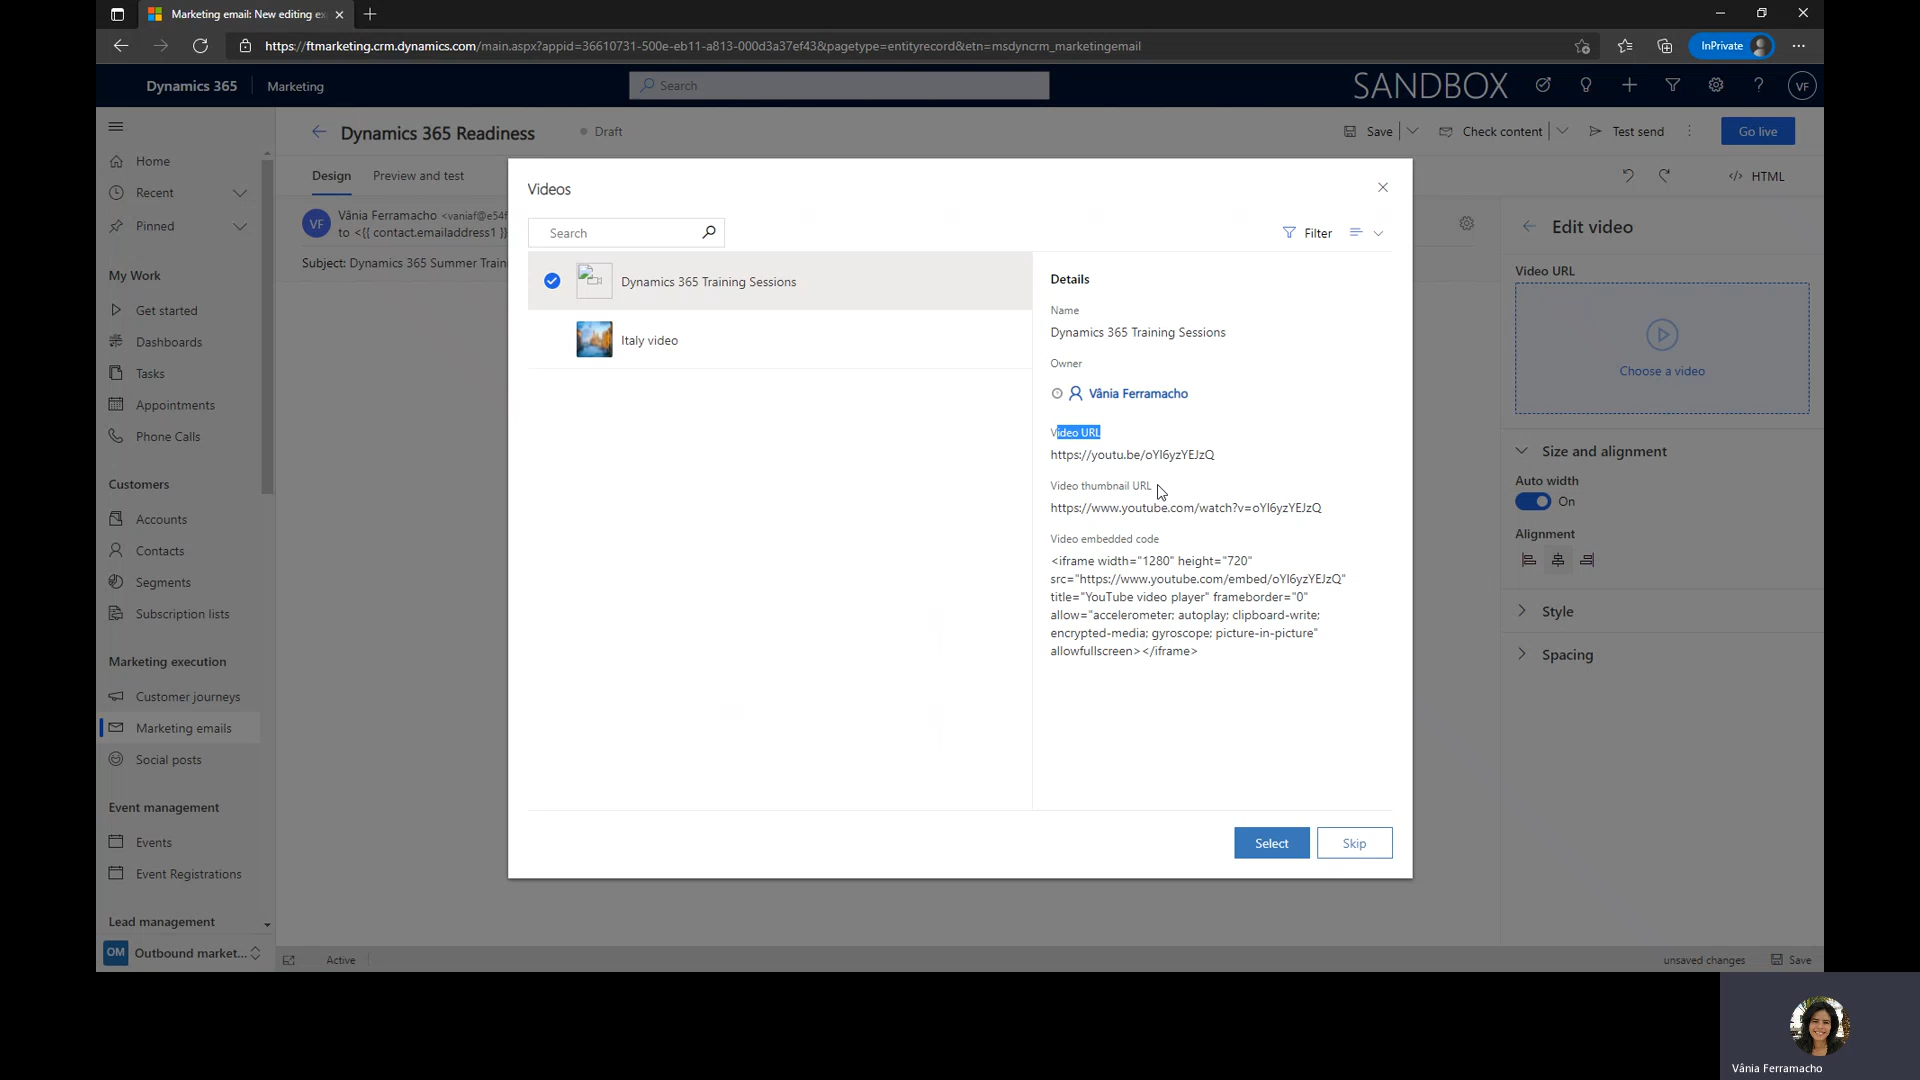 Marketing email: New editing ex
https://ftmarketing.crm.dynamics.com/main.aspx?appid=36610731-500e-eb11-a813-000d3a37ef43&pagetype=entityrecord&etn=msdyncrm_marketingemail
InPrivate
Dynamics 365
Marketing
Search
SANDBOX
VF
Dynamics 365 Readiness
Draft
Save
Check content
Test send
Go live
Home
Recent
Pinned
My Work
Get started
Dashboards
Tasks
Appointments
Phone Calls
Customers
Accounts
Contacts
Segments
Subscription lists
Marketing execution
Customer journeys
Marketing emails
Social posts
Event management
Events
Event Registrations
Lead management
OM
Outbound market...
Design
Preview and test
HTML
VF
Vânia Ferramacho <vaniaf@e54f
to <{{ contact.emailaddress1 }}
Subject: Dynamics 365 Summer Train
Videos
Search
Filter
Dynamics 365 Training Sessions
Italy video
Details
Name
Dynamics 365 Training Sessions
Owner
Vânia Ferramacho
Video URL
https://youtu.be/oYl6yzYEJzQ
Video thumbnail URL
https://www.youtube.com/watch?v=oYl6yzYEJzQ
Video embedded code
<iframe width="1280" height="720"
src="https://www.youtube.com/embed/oYl6yzYEJzQ"
title="YouTube video player" frameborder="0"
allow="accelerometer; autoplay; clipboard-write;
encrypted-media; gyroscope; picture-in-picture"
allowfullscreen></iframe>
Select
Skip
Edit video
Video URL
Choose a video
Size and alignment
Auto width
On
Alignment
Style
Spacing
Active
unsaved changes
Save
Vânia Ferramacho